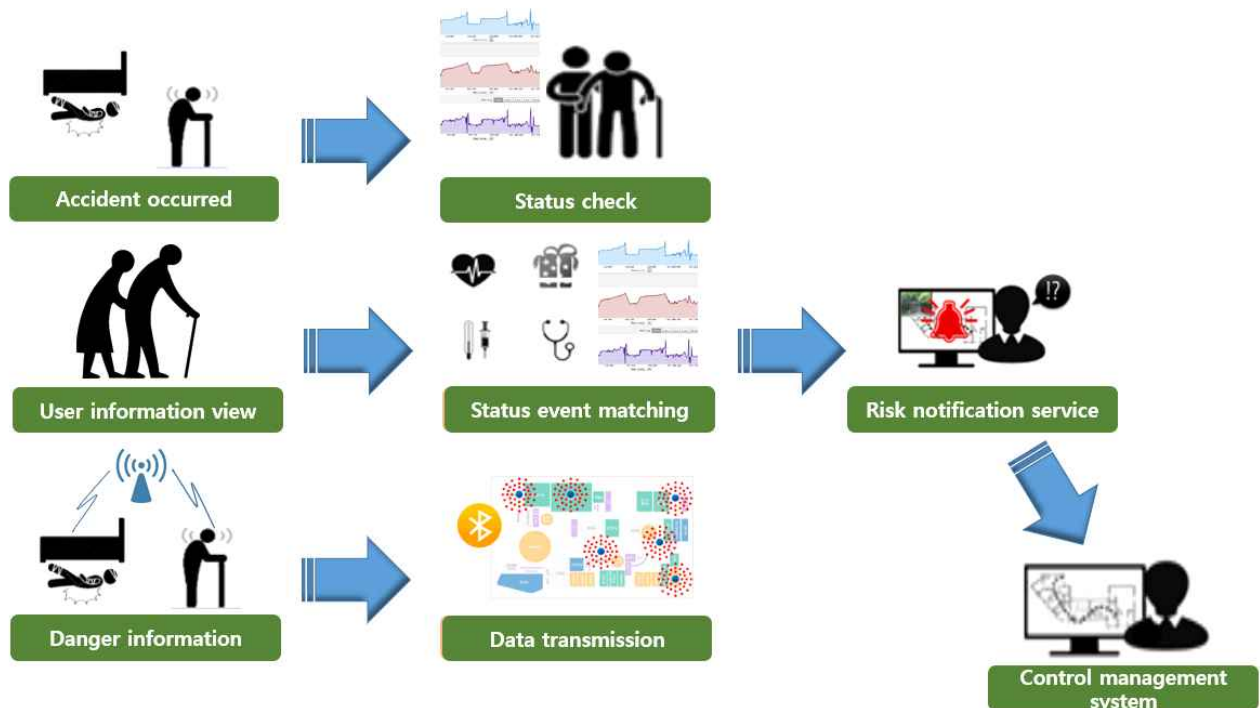 Accident occurred
Status check
User information view
Status event matching
!?
Risk notification service
Danger information
Data transmission
Control management
system